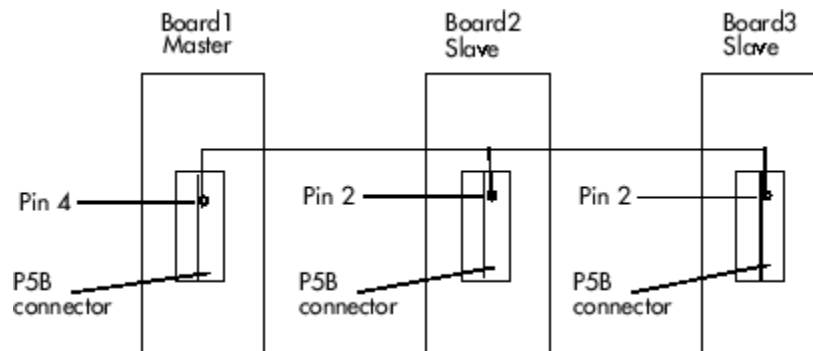 Board1
Master
Board2
Slave
Board3
Slave
Pin 4
Pin 2
Pin 2
P5B
connector
P5B
connector
P5B
connector